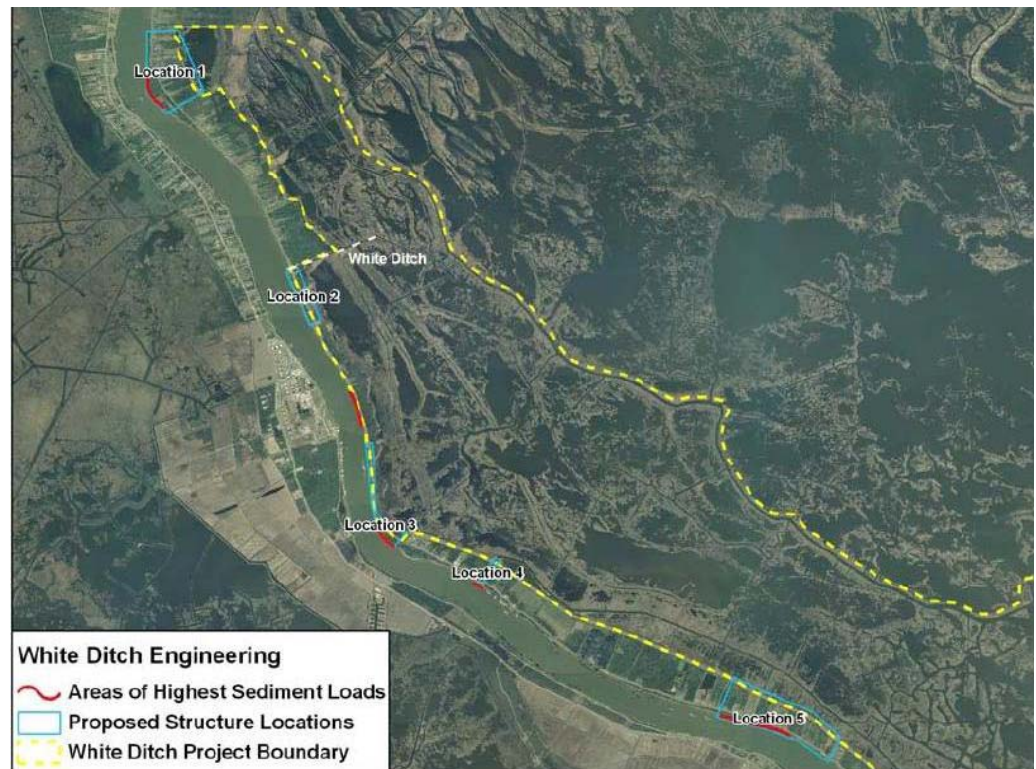 Location 1
White Ditch
Location 2
Location 3
Location 4
Location 5
White Ditch Engineering
Areas of Highest Sediment Loads
Proposed Structure Locations
White Ditch Project Boundary